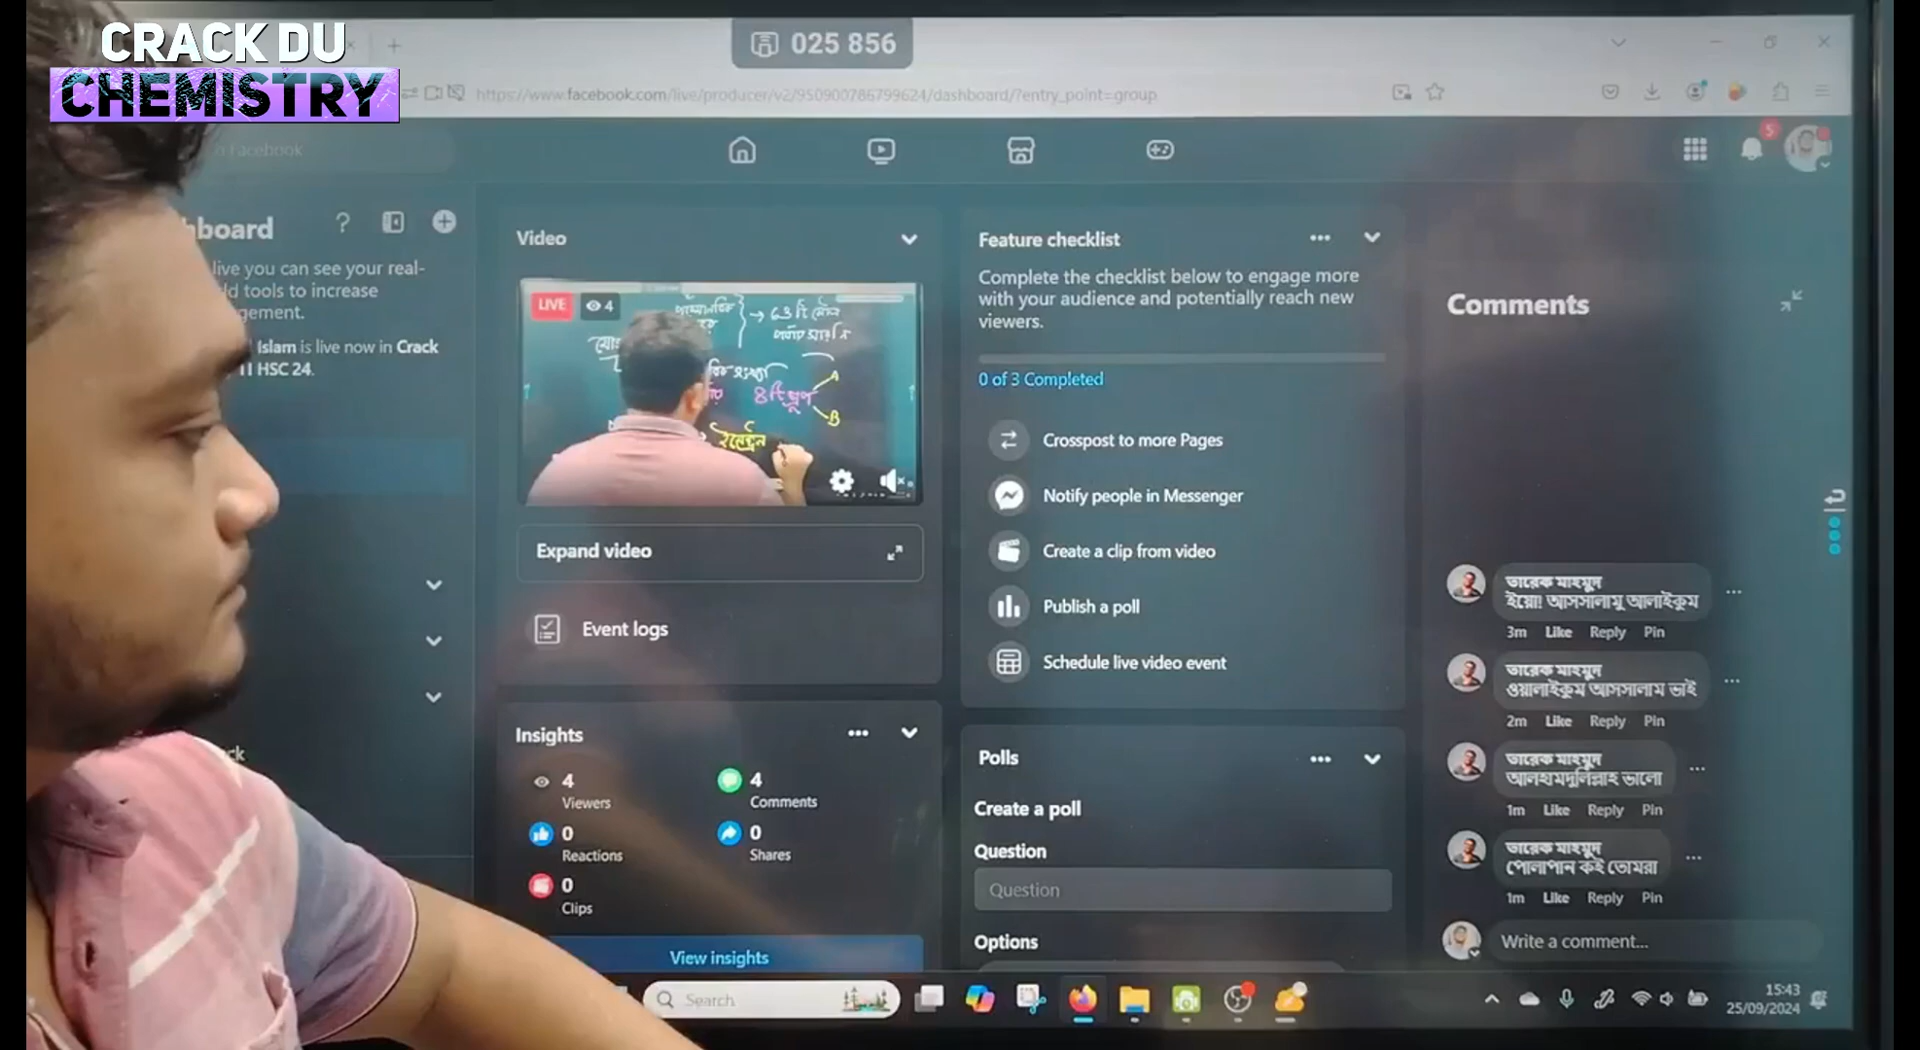 CRACK DU
CHEMISTRY
025 856
https://www.facebook.com/live/producer/v2/950900786799624/dashboard/?entry_point=group
Facebook
5
board
?
live you can see your real-
ld tools to increase
gement.
Islam is live now in Crack
HSC 24.
ck
Video
LIVE
4
→ ৬৩ টি মৌল
৪টি গ্রুপ
A
B
Expand video
Event logs
Insights
4
Viewers
4
Comments
0
Reactions
0
Shares
0
Clips
View insights
Feature checklist
Complete the checklist below to engage more
with your audience and potentially reach new
viewers.
0 of 3 Completed
Crosspost to more Pages
Notify people in Messenger
Create a clip from video
Publish a poll
Schedule live video event
Polls
Create a poll
Question
Question
Options
Comments
তারেক মাহমুদ
ইয়ো! আসসালামু আলাইকুম
3m Like Reply Pin
তারেক মাহমুদ
ওয়ালাইকুম আসসালাম ভাই
2m Like Reply Pin
তারেক মাহমুদ
আলহামদুলিল্লাহ ভালো
1m Like Reply Pin
তারেক মাহমুদ
পোলাপান কই তোমরা
1m Like Reply Pin
Write a comment...
Search
15:43
25/09/2024